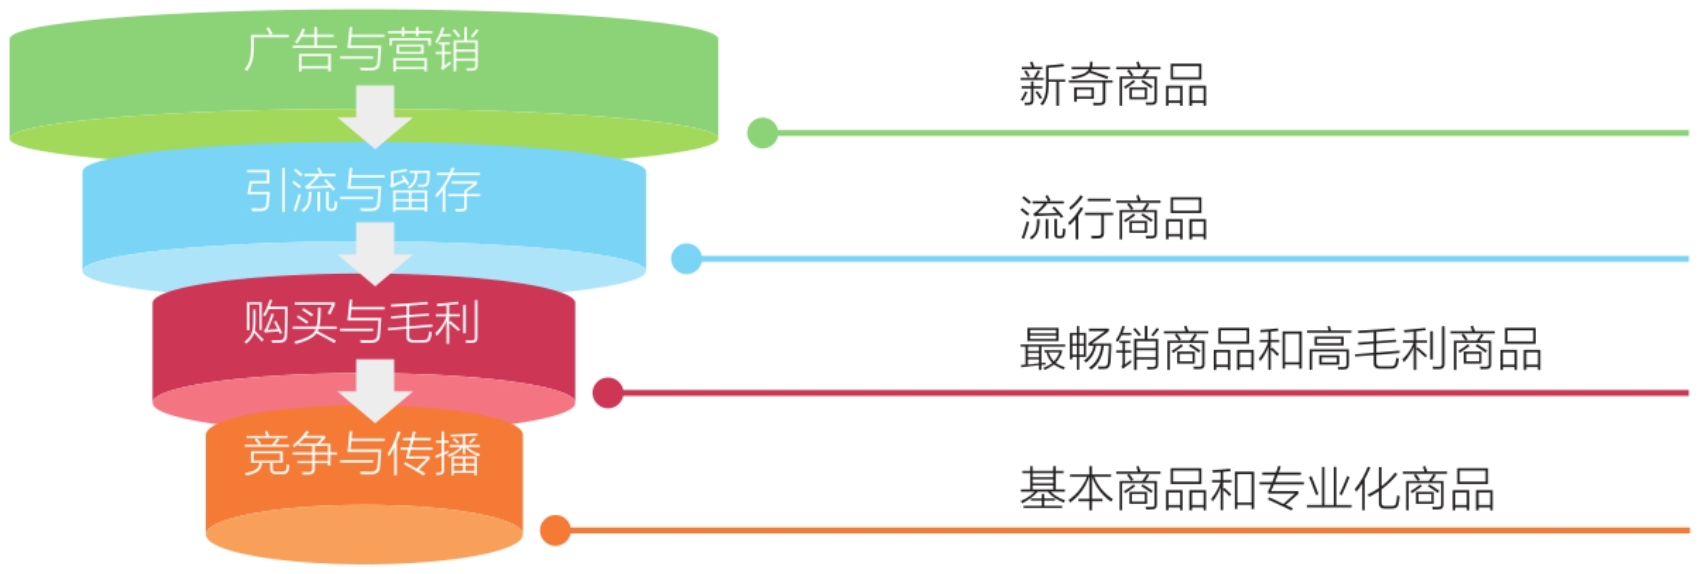 广告与营销
新奇商品
引流与留存
流行商品
购买与毛利
最畅销商品和高毛利商品
竞争与传播
基本商品和专业化商品